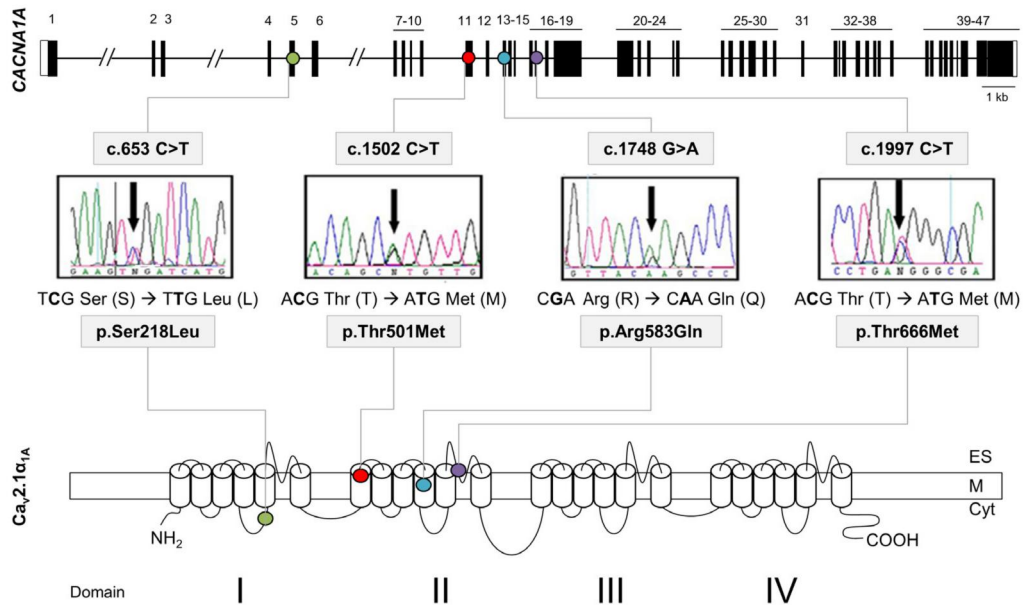 CACNA1A
1 2 3 4 5 6 7-10 11 12 13-15 16-19 20-24 25-30 31 32-38 39-47
1 kb
c.653 C>T
c.1502 C>T
c.1748 G>A
c.1997 C>T
G A A G T N G A T C A T G
A C A G C N T G T T G
G T T A C A A G C C C
C C T G A N G G G C G A
TCG Ser (S) → TTG Leu (L)
ACG Thr (T) → ATG Met (M)
CGA Arg (R) → CAA Gln (Q)
ACG Thr (T) → ATG Met (M)
p.Ser218Leu
p.Thr501Met
p.Arg583Gln
p.Thr666Met
Cav2.1α1A
ES
M
Cyt
NH2
COOH
Domain I II III IV